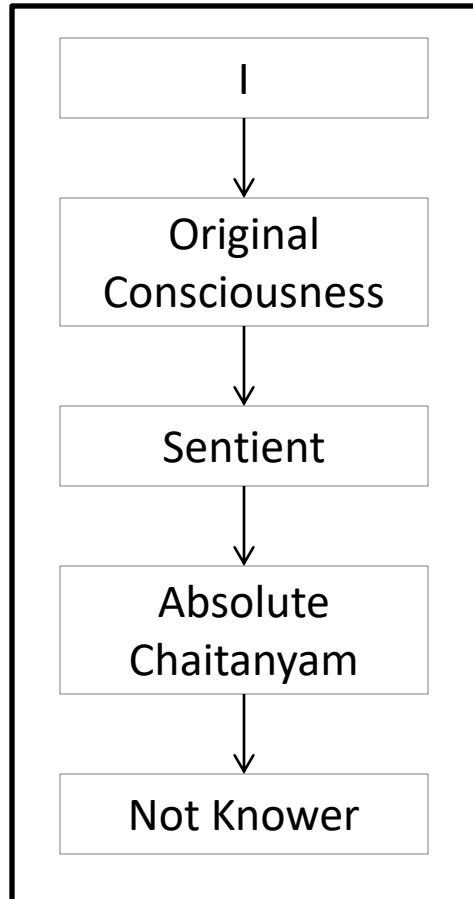 I
Original
Consciousness
Sentient
Absolute
Chaitanyam
Not Knower